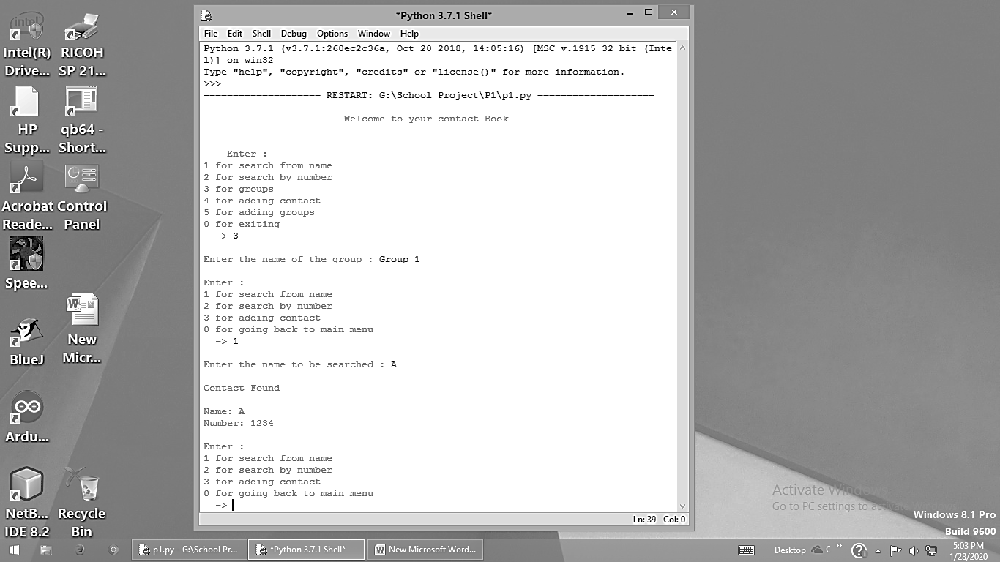 intel
Intel(R)
Drive...
RICOH
SP 21...
HP
Supp...
qb64 -
Short...
Acrobat
Reade...
Control
Panel
Spee...
BlueJ
New
Micr...
Ardu...
NetB...
IDE 8.2
Recycle
Bin
*Python 3.7.1 Shell*
File Edit Shell Debug Options Window Help
Python 3.7.1 (v3.7.1:260ec2c36a, Oct 20 2018, 14:05:16) [MSC v.1915 32 bit (Inte
l)] on win32
Type "help", "copyright", "credits" or "license()" for more information.
>>>
==================== RESTART: G:\School Project\P1\p1.py ====================
Welcome to your contact Book
Enter :
1 for search from name
2 for search by number
3 for groups
4 for adding contact
5 for adding groups
0 for exiting
-> 3
Enter the name of the group : Group 1
Enter :
1 for search from name
2 for search by number
3 for adding contact
0 for going back to main menu
-> 1
Enter the name to be searched : A
Contact Found
Name: A
Number: 1234
Enter :
1 for search from name
2 for search by number
3 for adding contact
0 for going back to main menu
->
Ln: 39 Col: 0
Activate Windows
Go to PC settings to activate
Windows 8.1 Pro
Build 9600
p1.py - G:\School Pr...
*Python 3.7.1 Shell*
New Microsoft Word...
Desktop
C
5:03 PM
1/28/2020